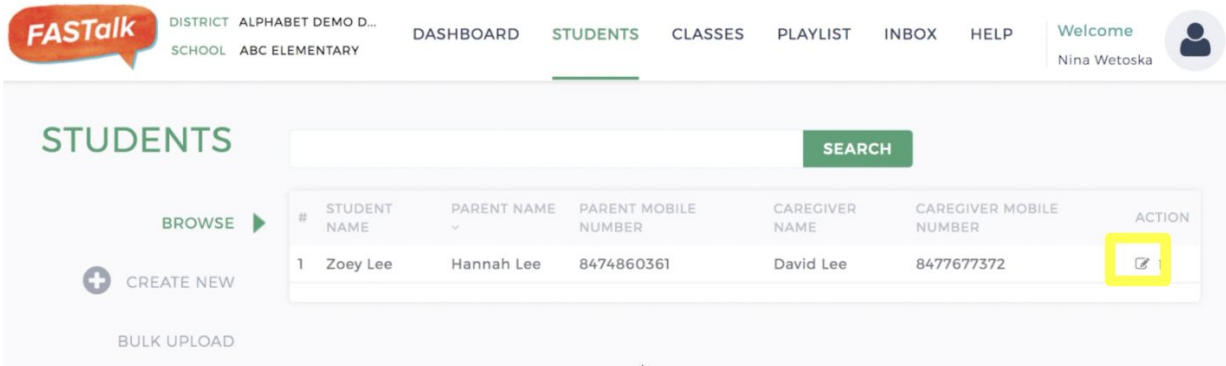 FASTalk
DISTRICT ALPHABET DEMO D...
SCHOOL ABC ELEMENTARY
DASHBOARD STUDENTS CLASSES PLAYLIST INBOX HELP
Welcome
Nina Wetoska
STUDENTS
SEARCH
BROWSE
CREATE NEW
BULK UPLOAD
# STUDENT NAME PARENT NAME PARENT MOBILE NUMBER CAREGIVER NAME CAREGIVER MOBILE NUMBER ACTION
1 Zoey Lee Hannah Lee 8474860361 David Lee 8477677372